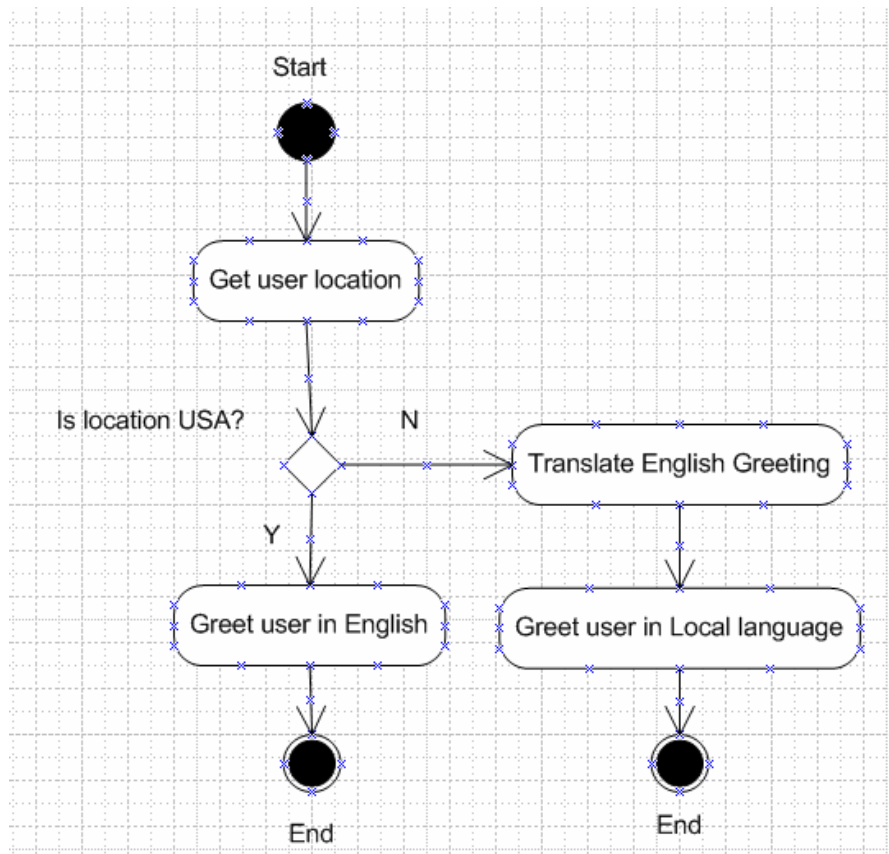 Start
Get user location
Is location USA?
N
Translate English Greeting
Y
Greet user in English
Greet user in Local language
End
End